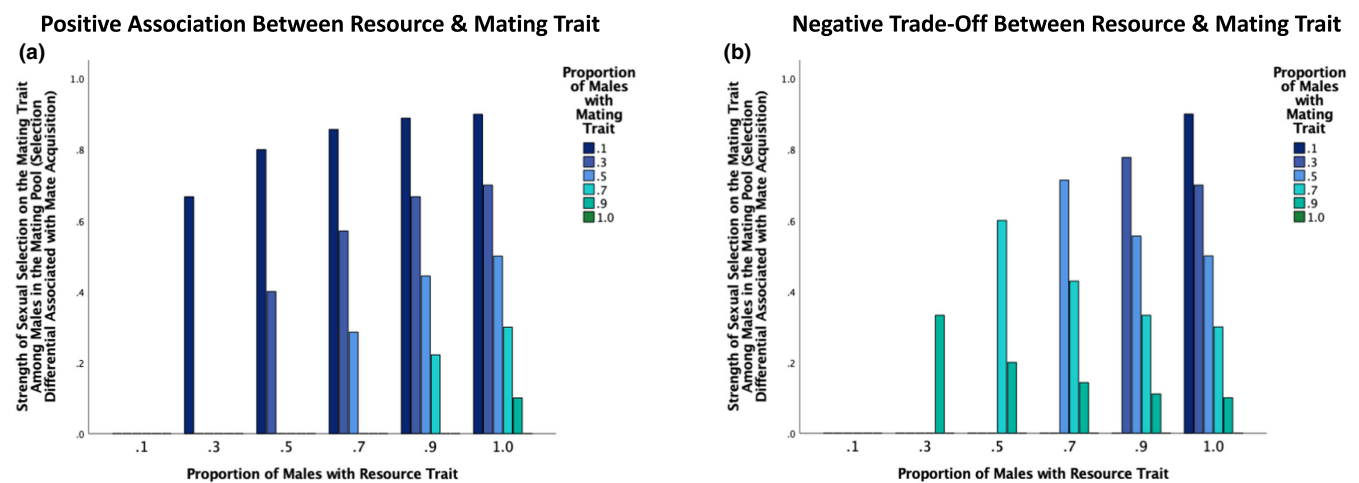 Positive Association Between Resource & Mating Trait
(a)
Strength of Sexual Selection on the Mating Trait
Among Males in the Mating Pool (Selection
Differential Associated with Mate Acquisition)
1.0
.8
.6
.4
.2
.0
.1
.3
.5
.7
.9
1.0
Proportion of Males with Resource Trait
Proportion
of Males
with
Mating
Trait
.1
.3
.5
.7
.9
1.0
Negative Trade-Off Between Resource & Mating Trait
(b)
Strength of Sexual Selection on the Mating Trait
Among Males in the Mating Pool (Selection
Differential Associated with Mate Acquisition)
1.0
.8
.6
.4
.2
.0
.1
.3
.5
.7
.9
1.0
Proportion of Males with Resource Trait
Proportion
of Males
with
Mating
Trait
.1
.3
.5
.7
.9
1.0